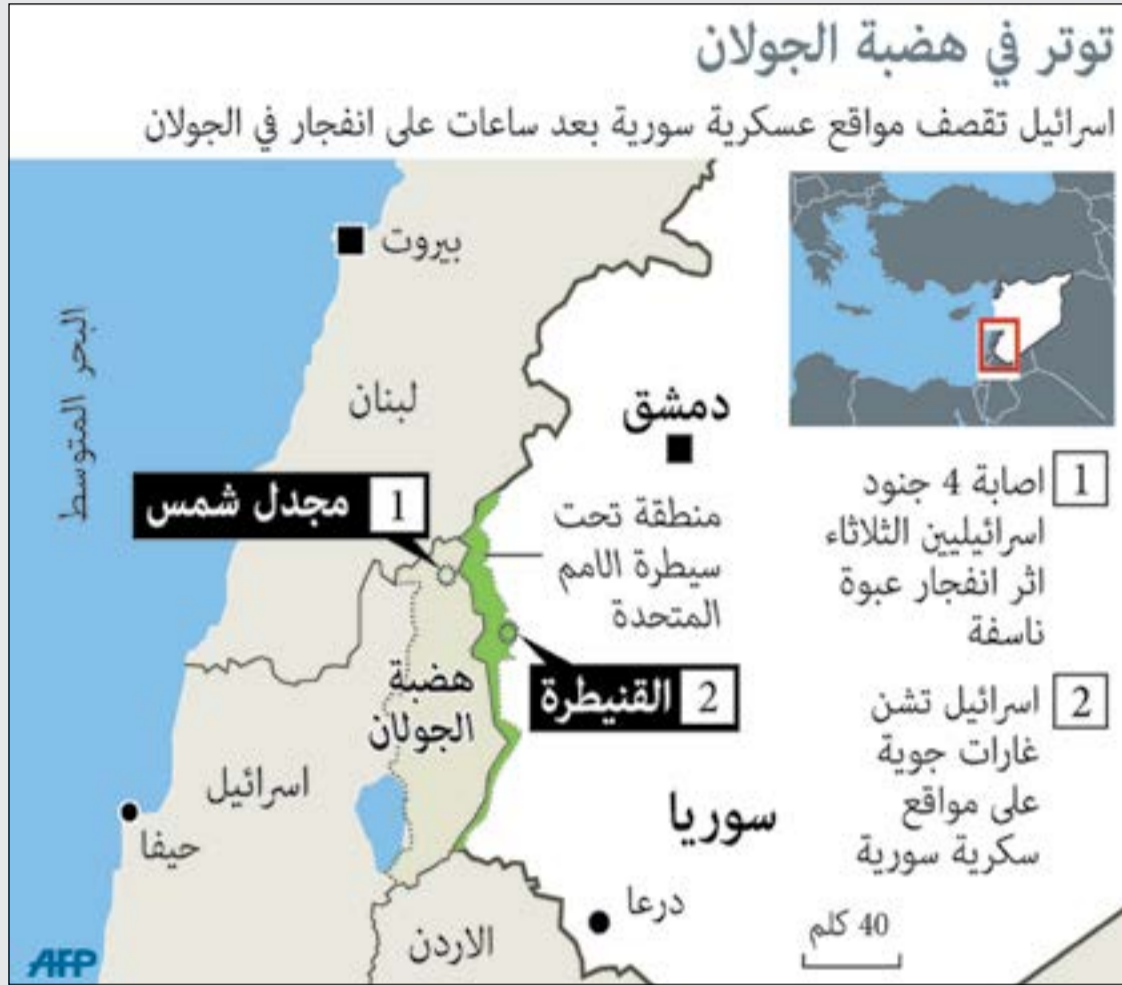 توتر في هضبة الجولان
اسرائيل تقصف مواقع عسكرية سورية بعد ساعات على انفجار في الجولان
بيروت
البحر المتوسط
لبنان
دمشق
1 مجدل شمس
منطقة تحت
سيطرة الامم
المتحدة
1 اصابة 4 جنود
اسرائيليين الثلاثاء
اثر انفجار عبوة
ناسفة
2 القنيطرة
هضبة
الجولان
2 اسرائيل تشن
غارات جوية
على مواقع
سكرية سورية
اسرائيل
حيفا
سوريا
درعا
الاردن
40 كلم
AFP